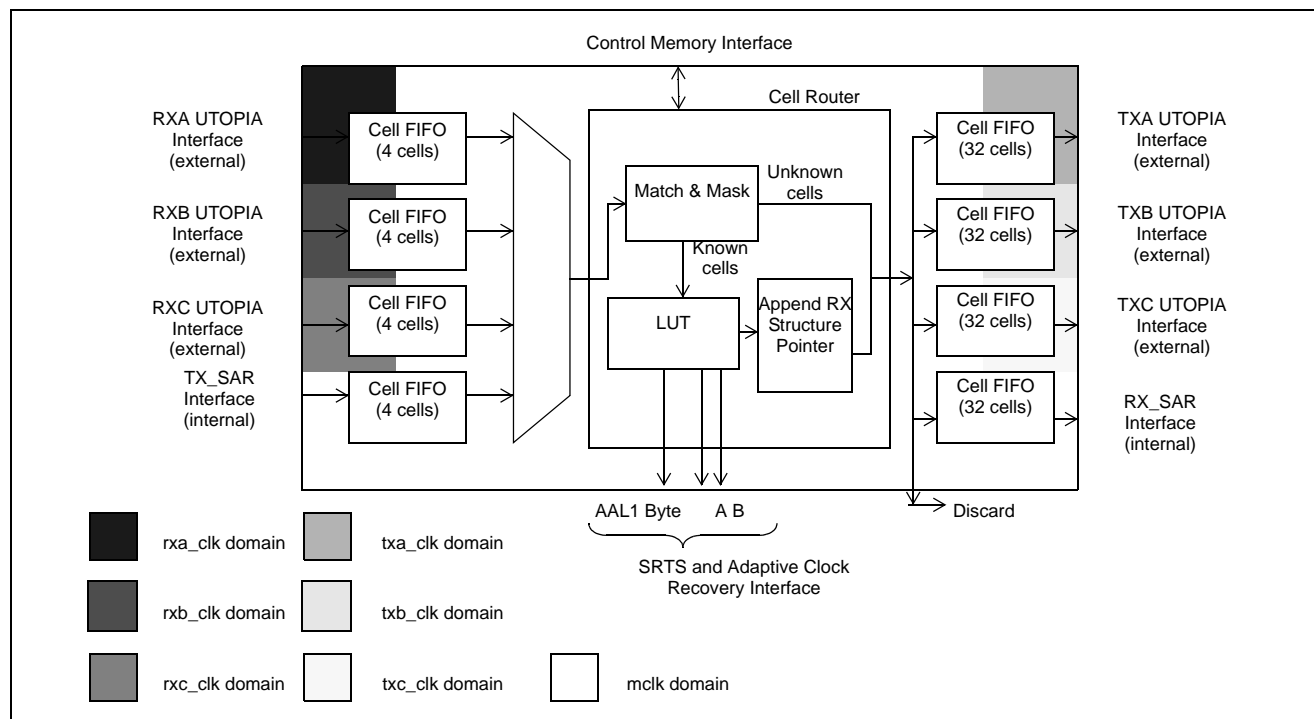 Control Memory Interface
Cell Router
RXA UTOPIA
Interface
(external)
Cell FIFO
(4 cells)
RXB UTOPIA
Interface
(external)
Cell FIFO
(4 cells)
RXC UTOPIA
Interface
(external)
Cell FIFO
(4 cells)
TX_SAR
Interface
(internal)
Cell FIFO
(4 cells)
Match & Mask
Unknown
cells
Known
cells
LUT
Append RX
Structure
Pointer
Cell FIFO
(32 cells)
TXA UTOPIA
Interface
(external)
Cell FIFO
(32 cells)
TXB UTOPIA
Interface
(external)
Cell FIFO
(32 cells)
TXC UTOPIA
Interface
(external)
Cell FIFO
(32 cells)
RX_SAR
Interface
(internal)
AAL1 Byte
A B
Discard
SRTS and Adaptive Clock
Recovery Interface
rxa_clk domain
txa_clk domain
rxb_clk domain
txb_clk domain
rxc_clk domain
txc_clk domain
mclk domain